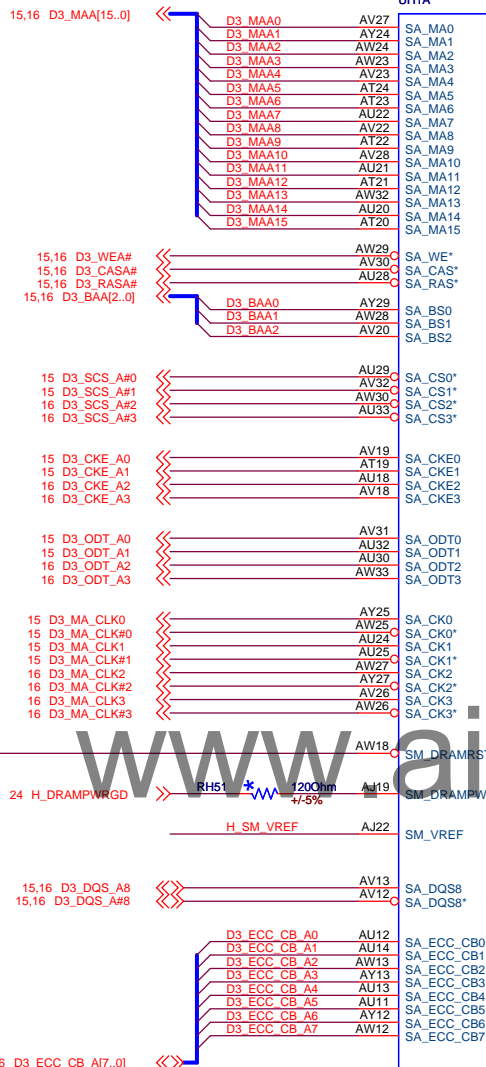 15,16 D3_MAA[15..0]
D3_MAA0 AV27 SA_MA0
D3_MAA1 AY24 SA_MA1
D3_MAA2 AW24 SA_MA2
D3_MAA3 AW23 SA_MA3
D3_MAA4 AV23 SA_MA4
D3_MAA5 AT24 SA_MA5
D3_MAA6 AT23 SA_MA6
D3_MAA7 AU22 SA_MA7
D3_MAA8 AV22 SA_MA8
D3_MAA9 AT22 SA_MA9
D3_MAA10 AV28 SA_MA10
D3_MAA11 AU21 SA_MA11
D3_MAA12 AT21 SA_MA12
D3_MAA13 AW32 SA_MA13
D3_MAA14 AU20 SA_MA14
D3_MAA15 AT20 SA_MA15
15,16 D3_WEA# AW29 SA_WE*
15,16 D3_CASA# AV30 SA_CAS*
15,16 D3_RASA# AU28 SA_RAS*
15,16 D3_BAA[2..0]
D3_BAA0 AY29 SA_BS0
D3_BAA1 AW28 SA_BS1
D3_BAA2 AV20 SA_BS2
15 D3_SCS_A#0 AU29 SA_CS0*
15 D3_SCS_A#1 AV32 SA_CS1*
16 D3_SCS_A#2 AW30 SA_CS2*
16 D3_SCS_A#3 AU33 SA_CS3*
15 D3_CKE_A0 AV19 SA_CKE0
15 D3_CKE_A1 AT19 SA_CKE1
16 D3_CKE_A2 AU18 SA_CKE2
16 D3_CKE_A3 AV18 SA_CKE3
15 D3_ODT_A0 AV31 SA_ODT0
15 D3_ODT_A1 AU32 SA_ODT1
16 D3_ODT_A2 AU30 SA_ODT2
16 D3_ODT_A3 AW33 SA_ODT3
15 D3_MA_CLK0 AY25 SA_CK0
15 D3_MA_CLK#0 AW25 SA_CK0*
15 D3_MA_CLK1 AU24 SA_CK1
15 D3_MA_CLK#1 AU25 SA_CK1*
16 D3_MA_CLK2 AW27 SA_CK2
16 D3_MA_CLK#2 AY27 SA_CK2*
16 D3_MA_CLK3 AV26 SA_CK3
16 D3_MA_CLK#3 AW26 SA_CK3*
www.ai
AW18 SM_DRAMRST
24 H_DRAMPWRGD RH51 * 120Ohm AJ19 SM_DRAMPW
+/-5%
H_SM_VREF AJ22 SM_VREF
15,16 D3_DQS_A8 AV13 SA_DQS8
15,16 D3_DQS_A#8 AV12 SA_DQS8*
D3_ECC_CB_A0 AU12 SA_ECC_CB0
D3_ECC_CB_A1 AU14 SA_ECC_CB1
D3_ECC_CB_A2 AW13 SA_ECC_CB2
D3_ECC_CB_A3 AY13 SA_ECC_CB3
D3_ECC_CB_A4 AU13 SA_ECC_CB4
D3_ECC_CB_A5 AU11 SA_ECC_CB5
D3_ECC_CB_A6 AY12 SA_ECC_CB6
D3_ECC_CB_A7 AW12 SA_ECC_CB7
6 D3_ECC_CB_A[7..0]